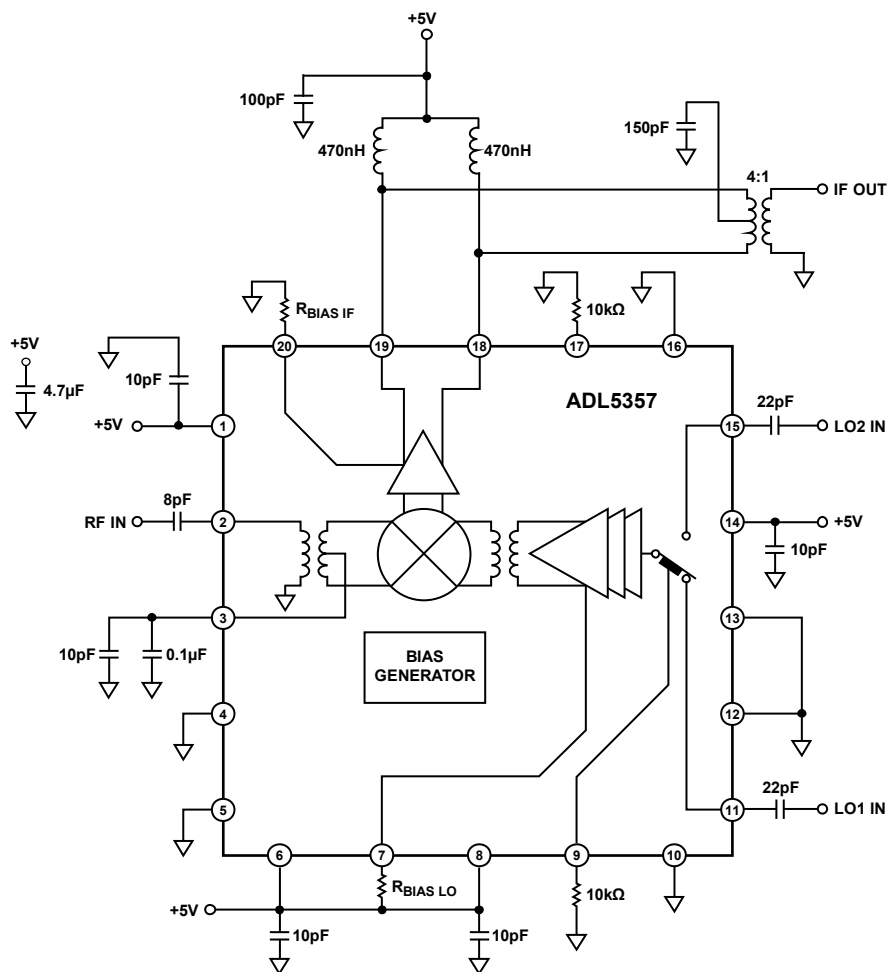 +5V
100pF
150pF
470nH
470nH
4:1
IF OUT
RBIAS IF
10kΩ
20
19
18
17
16
+5V
4.7µF
10pF
ADL5357
22pF
+5V
1
15
LO2 IN
8pF
RF IN
2
14
+5V
10pF
3
13
10pF
0.1µF
BIAS
GENERATOR
4
12
22pF
5
11
LO1 IN
6
7
8
9
10
RBIAS LO
10kΩ
+5V
10pF
10pF